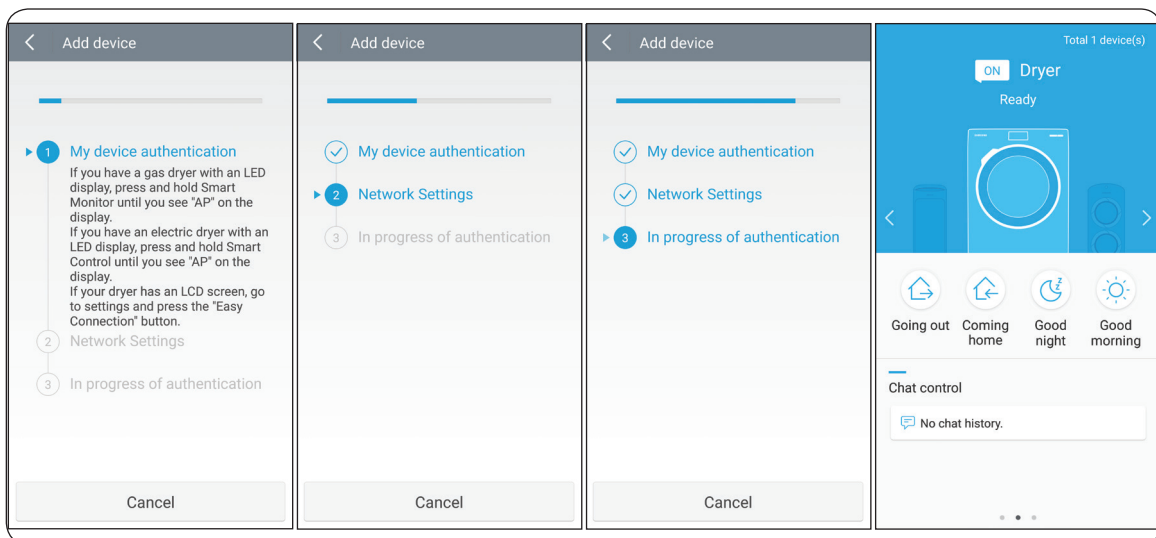 Add device
1
My device authentication
If you have a gas dryer with an LED
display, press and hold Smart
Monitor until you see "AP" on the
display.
If you have an electric dryer with an
LED display, press and hold Smart
Control until you see "AP" on the
display.
If your dryer has an LCD screen, go
to settings and press the "Easy
Connection" button.
2
Network Settings
3
In progress of authentication
Cancel
Add device
My device authentication
2
Network Settings
3
In progress of authentication
Cancel
Add device
My device authentication
Network Settings
3
In progress of authentication
Cancel
Total 1 device(s)
ON Dryer
Ready
Going out
Coming
home
Good
night
Good
morning
Chat control
No chat history.